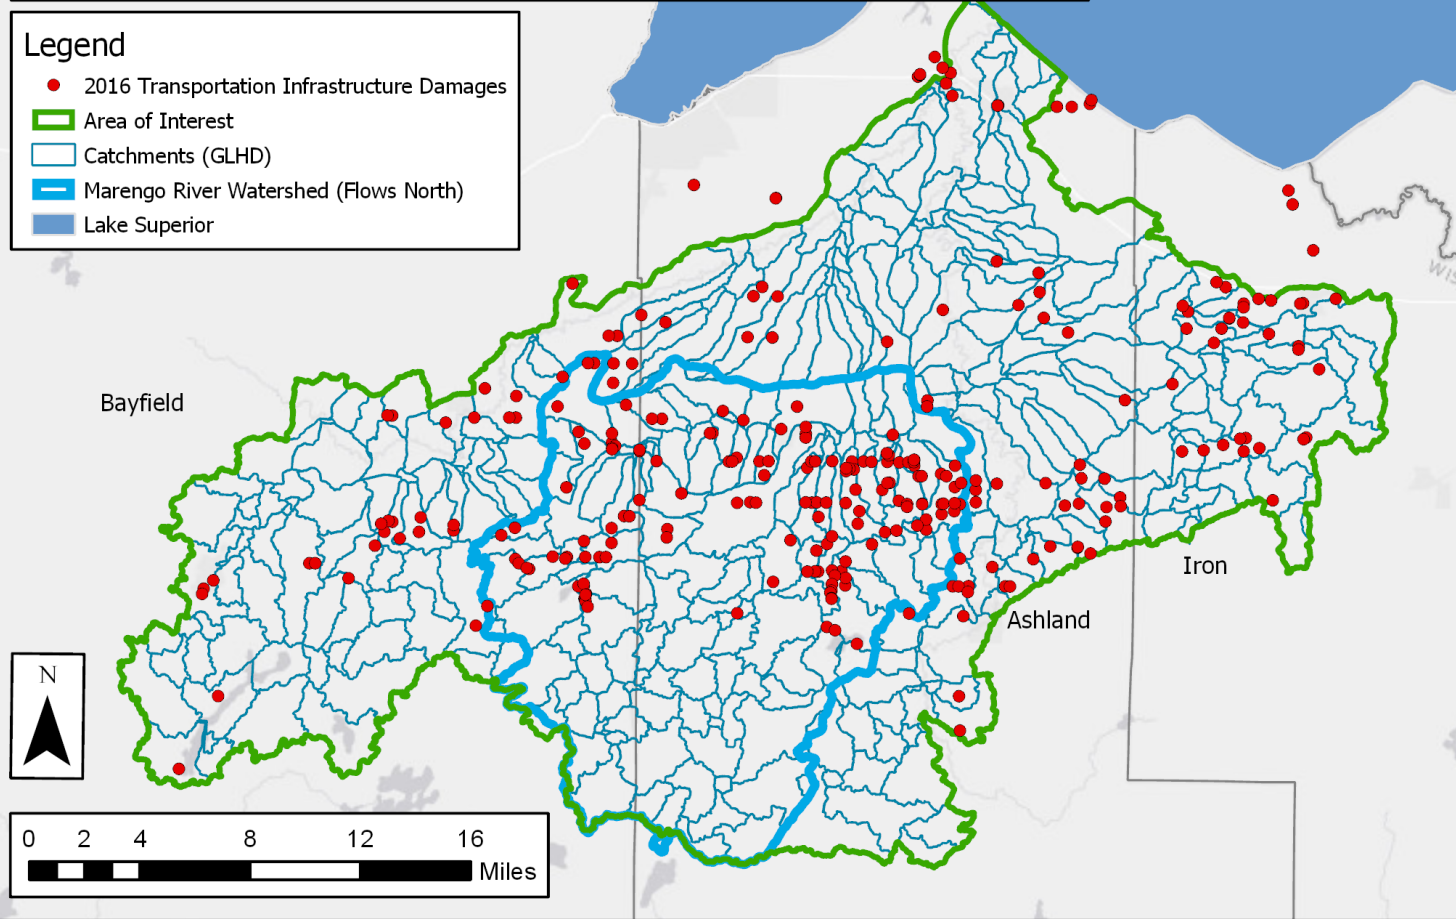 Legend
2016 Transportation Infrastructure Damages
Area of Interest
Catchments (GLHD)
Marengo River Watershed (Flows North)
Lake Superior
WIS
Bayfield
Iron
Ashland
N
0 2 4 8 12 16
Miles